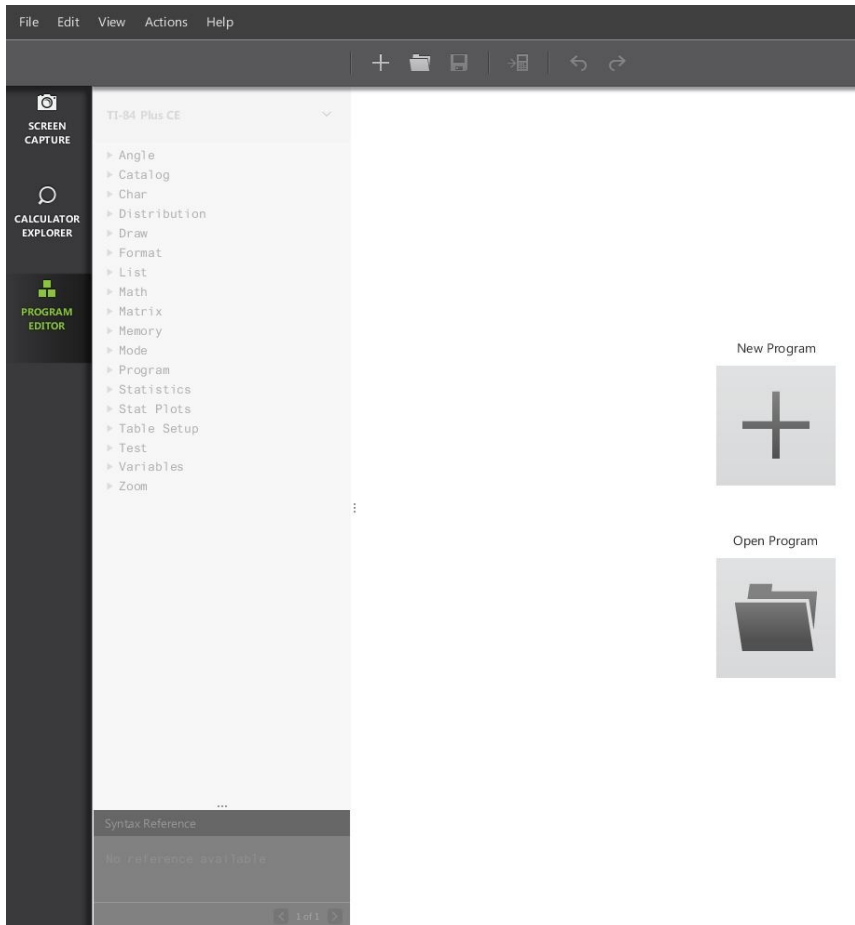 File Edit View Actions Help
SCREEN
CAPTURE
CALCULATOR
EXPLORER
PROGRAM
EDITOR
TI-84 Plus CE
Angle
Catalog
Char
Distribution
Draw
Format
List
Math
Matrix
Memory
Mode
Program
Statistics
Stat Plots
Table Setup
Test
Variables
Zoom
Syntax Reference
No reference available
1 of 1
New Program
Open Program